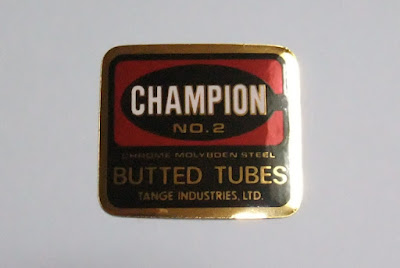 CHAMPION
NO.2
CHROME MOLYBDEN STEEL
BUTTED TUBES
TANGE INDUSTRIES, LTD.